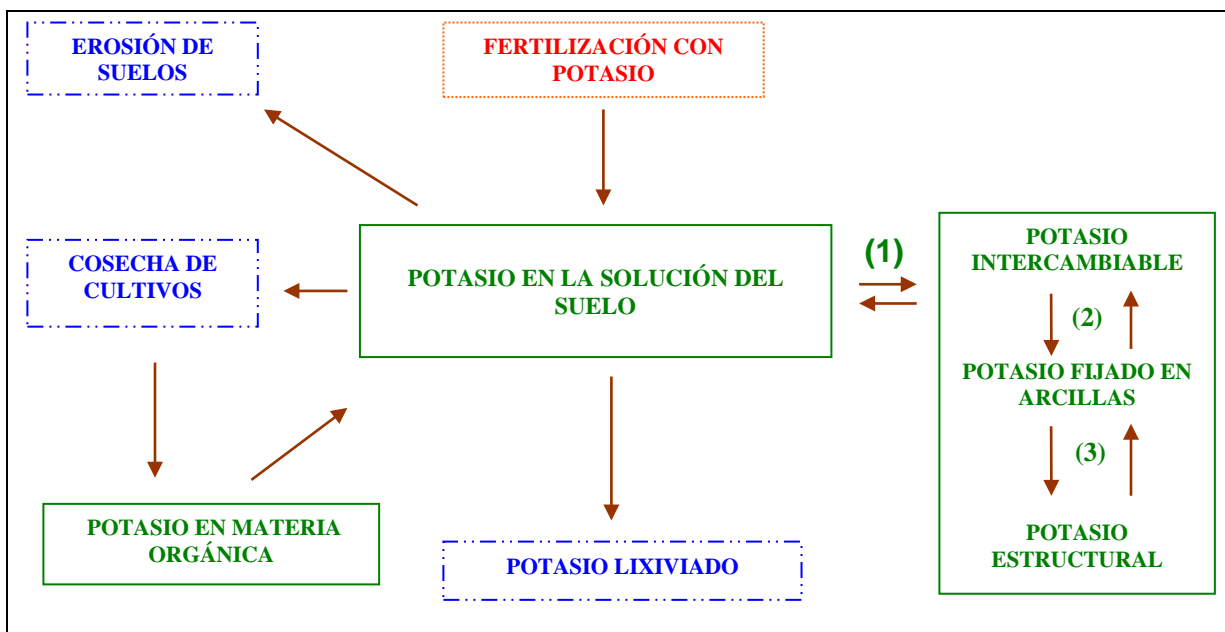 EROSIÓN DE
SUELOS
FERTILIZACIÓN CON
POTASIO
COSECHA DE
CULTIVOS
POTASIO EN LA SOLUCIÓN DEL
SUELO
(1)
POTASIO
INTERCAMBIABLE
(2)
POTASIO FIJADO EN
ARCILLAS
(3)
POTASIO
ESTRUCTURAL
POTASIO EN MATERIA
ORGÁNICA
POTASIO LIXIVIADO